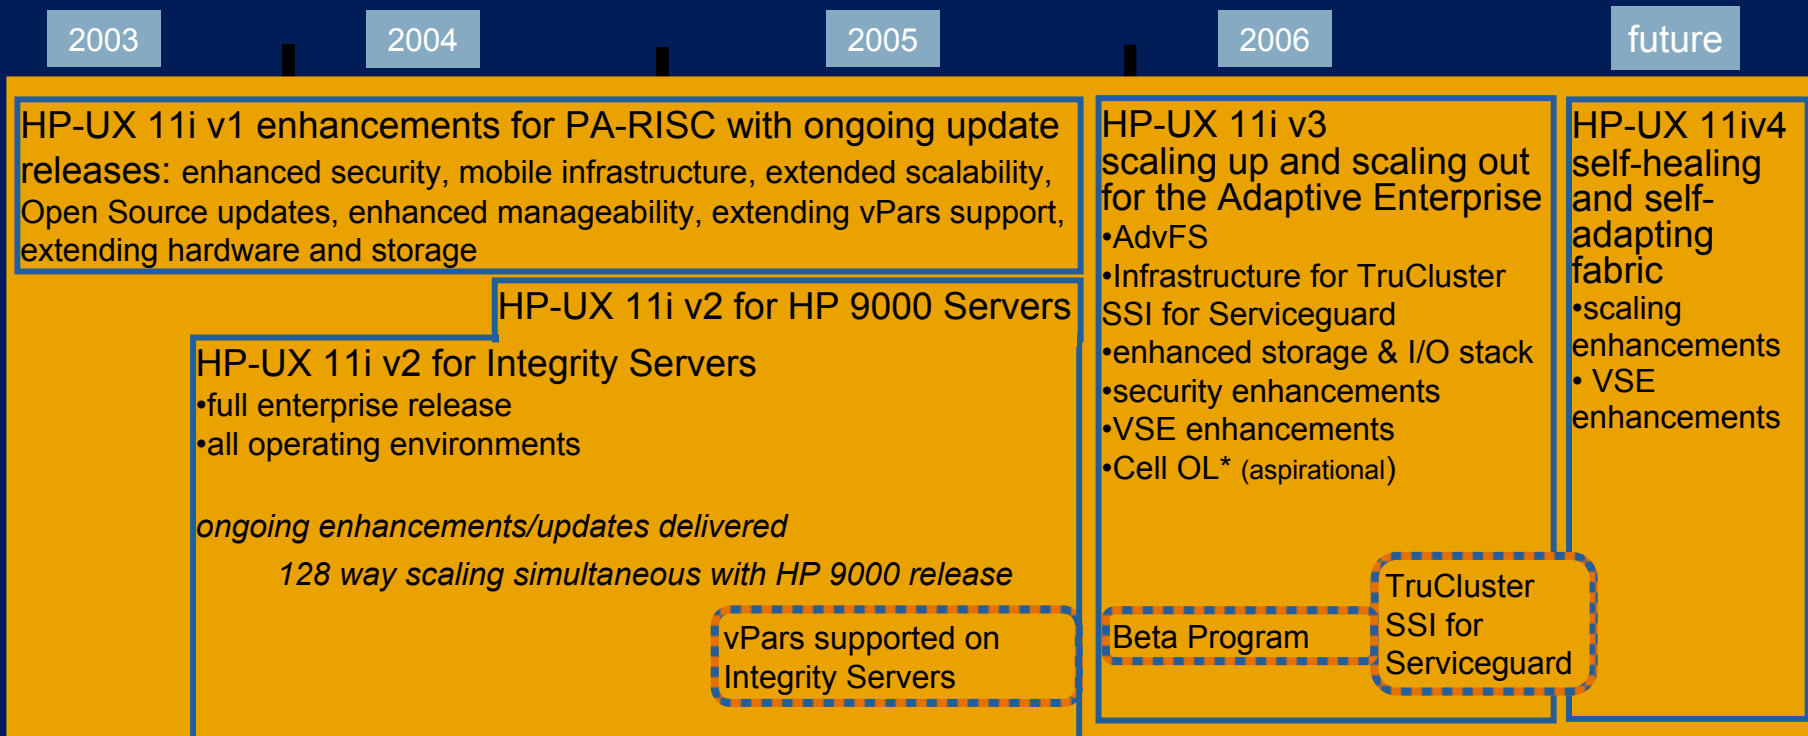 2003
2004
2005
2006
future
HP-UX 11i v1 enhancements for PA-RISC with ongoing update
releases: enhanced security, mobile infrastructure, extended scalability,
Open Source updates, enhanced manageability, extending vPars support,
extending hardware and storage
HP-UX 11i v2 for HP 9000 Servers
HP-UX 11i v2 for Integrity Servers
•full enterprise release
•all operating environments
ongoing enhancements/updates delivered
128 way scaling simultaneous with HP 9000 release
vPars supported on
Integrity Servers
HP-UX 11i v3
scaling up and scaling out
for the Adaptive Enterprise
•AdvFS
•Infrastructure for TruCluster
SSI for Serviceguard
•enhanced storage & I/O stack
•security enhancements
•VSE enhancements
•Cell OL* (aspirational)
Beta Program
TruCluster
SSI for
Serviceguard
HP-UX 11iv4
self-healing
and self-
adapting
fabric
•scaling
enhancements
• VSE
enhancements